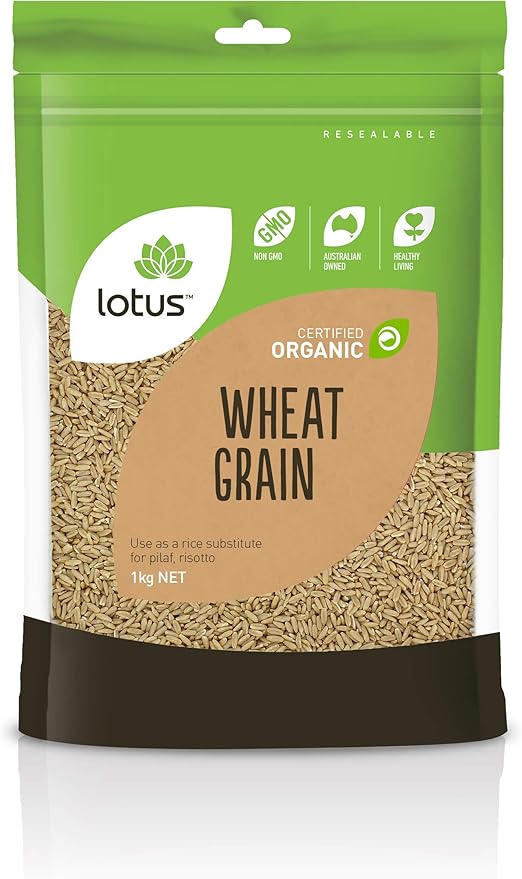 RESEALABLE
GMO
NON GMO
AUSTRALIAN
OWNED
HEALTHY
LIVING
lotus™
CERTIFIED
ORGANIC
WHEAT
GRAIN
Use as a rice substitute
for pilaf, risotto
1kg NET